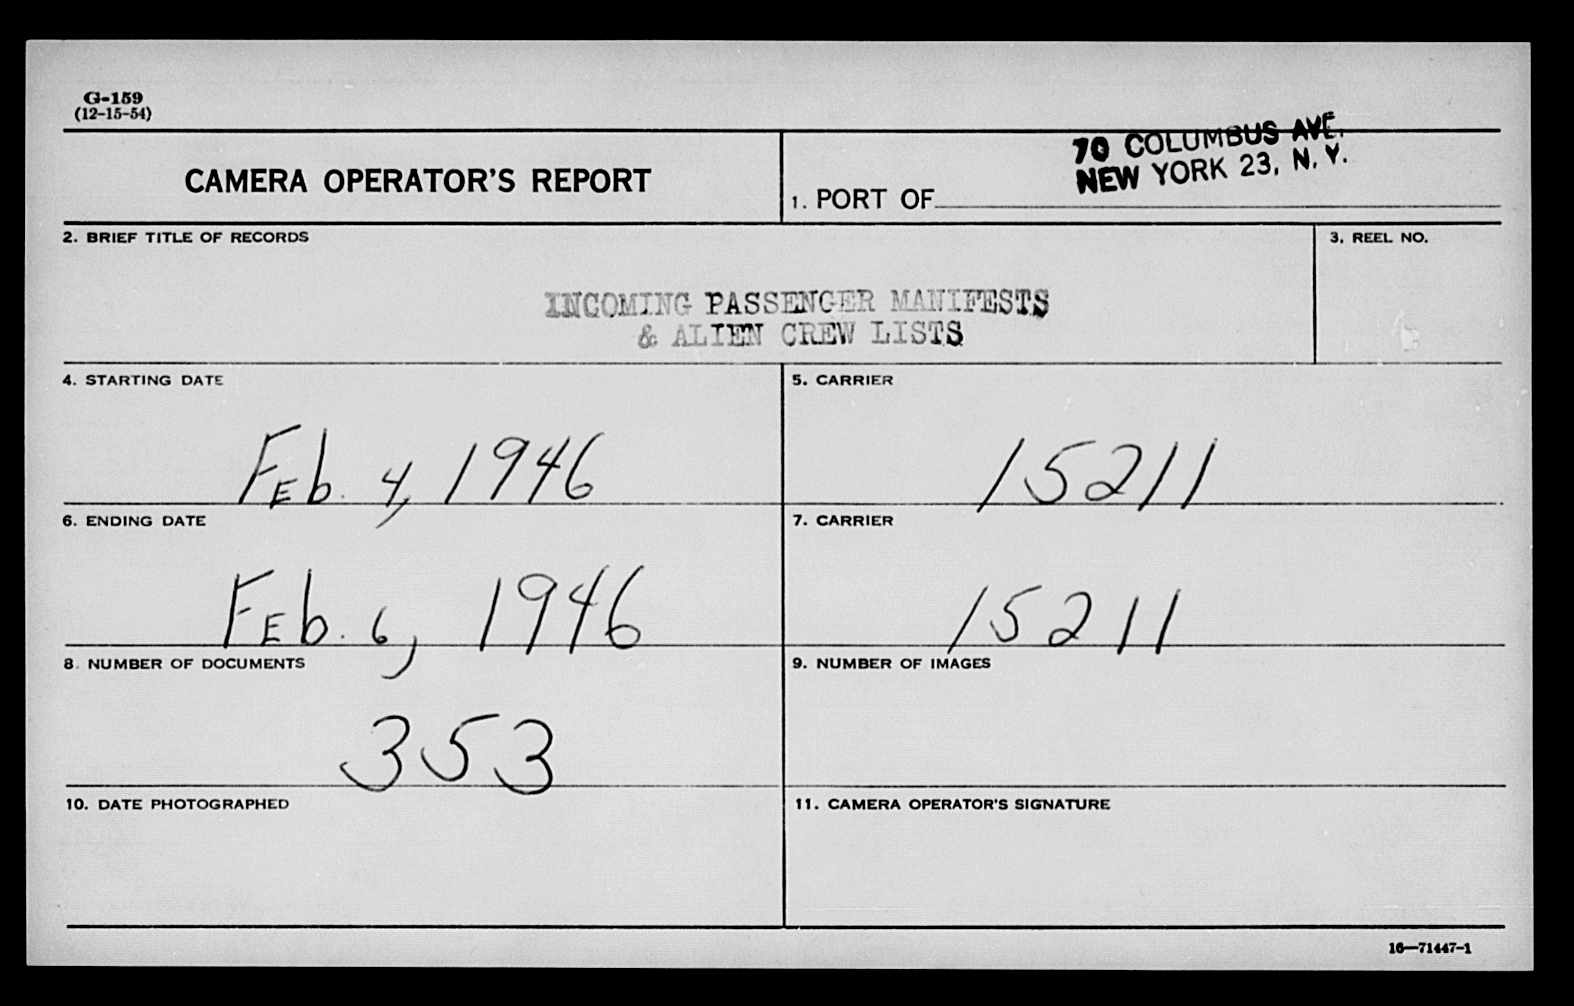 G-159
(12-15-54)
CAMERA OPERATOR'S REPORT
1. PORT OF
70 COLUMBUS AVE.
NEW YORK 23, N. Y.
2. BRIEF TITLE OF RECORDS
INCOMING PASSENGER MANIFESTS
& ALIEN CREW LISTS
3. REEL NO.
4. STARTING DATE
Feb. 4, 1946
5. CARRIER
15211
6. ENDING DATE
Feb. 6, 1946
7. CARRIER
15211
8. NUMBER OF DOCUMENTS
353
9. NUMBER OF IMAGES
10. DATE PHOTOGRAPHED
11. CAMERA OPERATOR'S SIGNATURE
16—71447-1